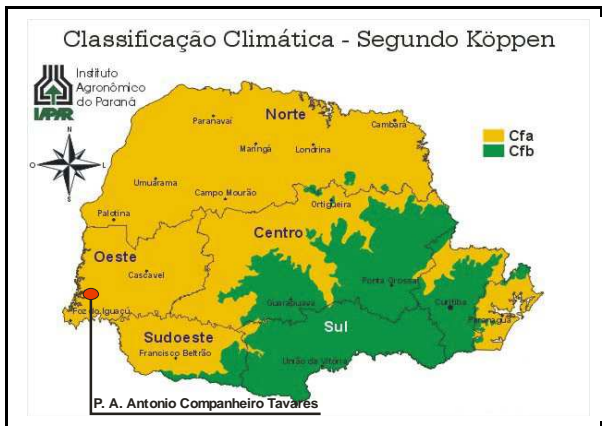 Classificação Climática - Segundo Köppen
Instituto
Agronômico
do Paraná
IAPAR
N
O
L
S
Cfa
Cfb
Norte
Paranavaí
Cambará
Maringá
Londrina
Umuarama
Campo Mourão
Ortigueira
Palotina
Centro
Oeste
Cascavel
Ponta Grossa
Guarapuava
Curitiba
Foz do Iguaçú
Paranaguá
Sul
Sudoeste
Francisco Beltrão
União da Vitória
P. A. Antonio Companheiro Tavares